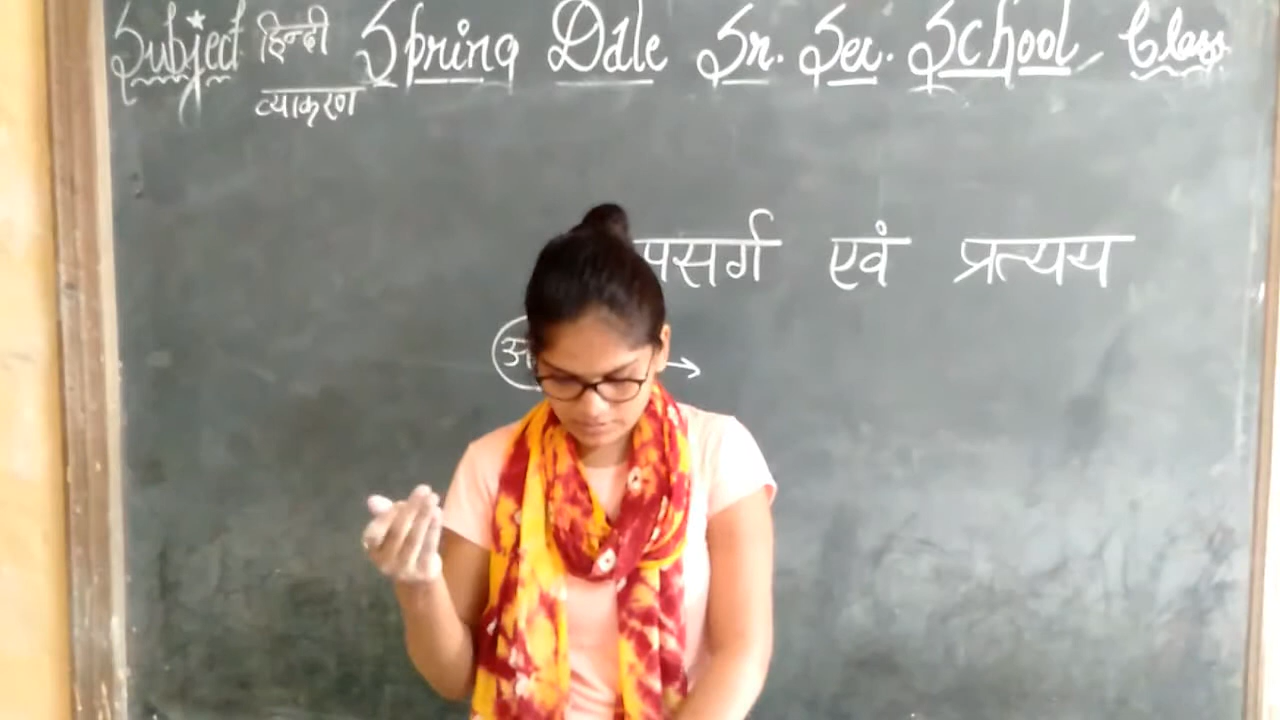 Subject हिन्दी Spring Dale Sr. Sec. School, Class
व्याकरण
पसर्ग एवं प्रत्यय